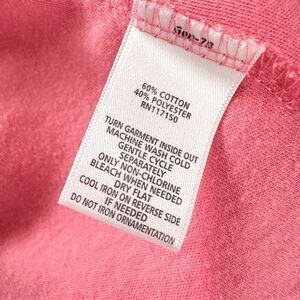 60% COTTON
40% POLYESTER
RN117150
TURN GARMENT INSIDE OUT
MACHINE WASH COLD
GENTLE CYCLE
SEPARATELY
ONLY NON-CHLORINE
BLEACH WHEN NEEDED
DRY FLAT
COOL IRON ON REVERSE SIDE
IF NEEDED
DO NOT IRON ORNAMENTATION